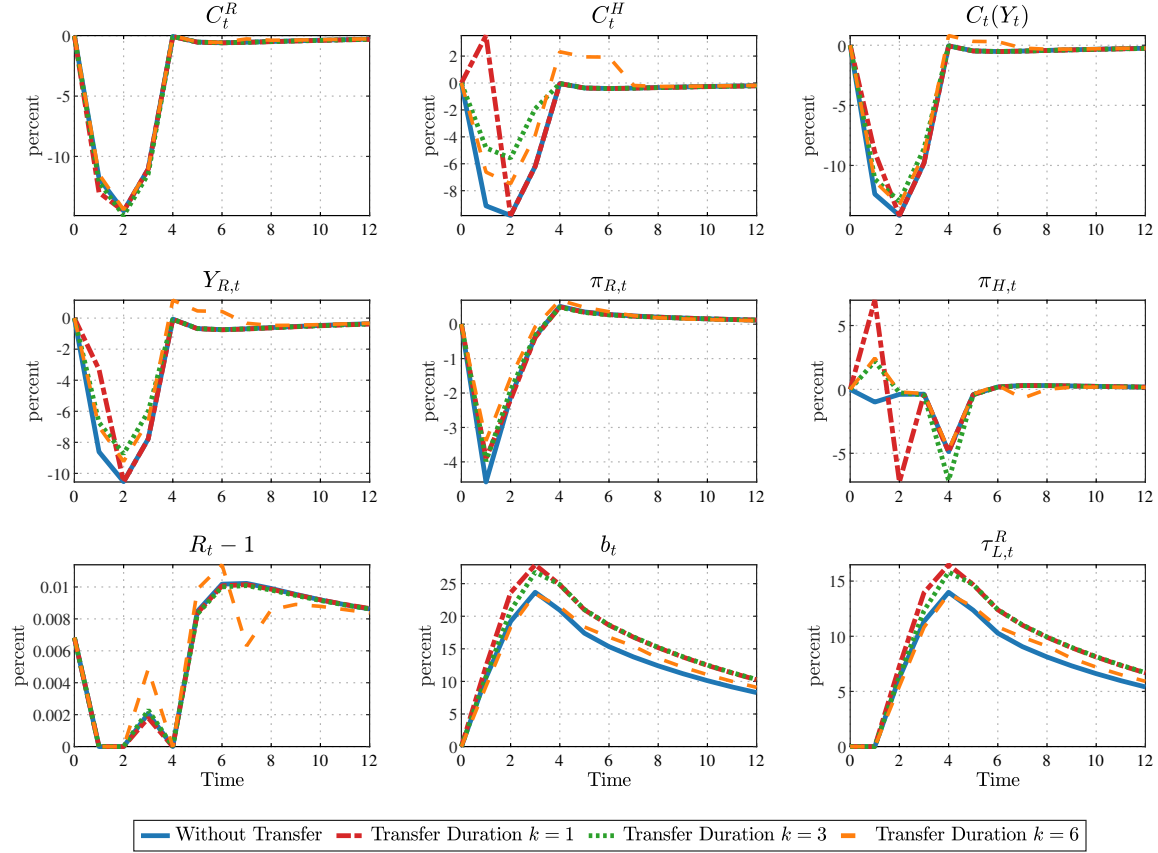 C_t^R
C_t^H
C_t(Y_t)
percent
0
-5
-10
0 2 4 6 8 10 12
percent
2
0
-2
-4
-6
-8
0 2 4 6 8 10 12
percent
0
-5
-10
0 2 4 6 8 10 12
Y_{R,t}
π_{R,t}
π_{H,t}
percent
0
-2
-4
-6
-8
-10
0 2 4 6 8 10 12
percent
0
-1
-2
-3
-4
0 2 4 6 8 10 12
percent
5
0
-5
0 2 4 6 8 10 12
R_t − 1
b_t
τ_{L,t}^R
percent
0.01
0.008
0.006
0.004
0.002
0
0 2 4 6 8 10 12
Time
percent
25
20
15
10
5
0
0 2 4 6 8 10 12
Time
percent
15
10
5
0
0 2 4 6 8 10 12
Time
Without Transfer Transfer Duration k = 1 Transfer Duration k = 3 Transfer Duration k = 6